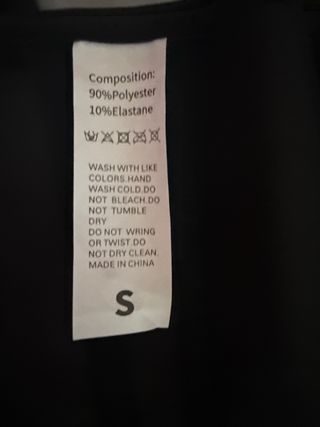 Composition:
90%Polyester
10%Elastane
WASH WITH LIKE
COLORS.HAND
WASH COLD.DO
NOT BLEACH.DO
NOT TUMBLE
DRY
DO NOT WRING
OR TWIST.DO
NOT DRY CLEAN.
MADE IN CHINA
S